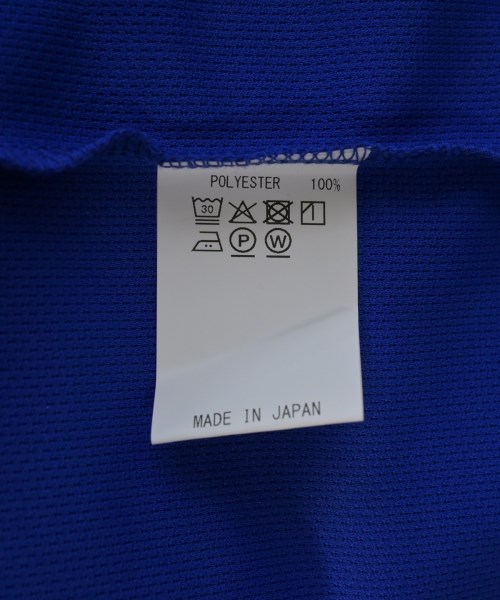 POLYESTER 100%
30
P W
MADE IN JAPAN